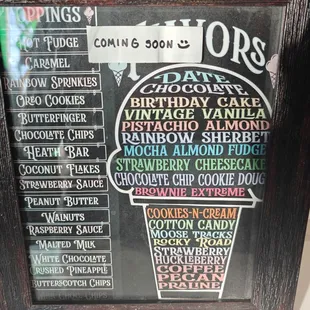 TOPPINGS
HOT FUDGE
CARAMEL
RAINBOW SPRINKLES
OREO COOKIES
BUTTERFINGER
CHOCOLATE CHIPS
HEATH BAR
COCONUT FLAKES
STRAWBERRY SAUCE
PEANUT BUTTER
WALNUTS
RASPBERRY SAUCE
MALTED MILK
WHITE CHOCOLATE
CRUSHED PINEAPPLE
BUTTERSCOTCH CHIPS
COMING SOON
VORS
DATE
CHOCOLATE
BIRTHDAY CAKE
VINTAGE VANILLA
PISTACHIO ALMOND
RAINBOW SHERBET
MOCHA ALMOND FUDGE
STRAWBERRY CHEESECAKE
CHOCOLATE CHIP COOKIE DOUG
BROWNIE EXTREME
COOKIES-N-CREAM
COTTON CANDY
MOOSE TRACKS
ROCKY ROAD
STRAWBERRY
HUCKLEBERRY
COFFEE
PECAN
PRALINE